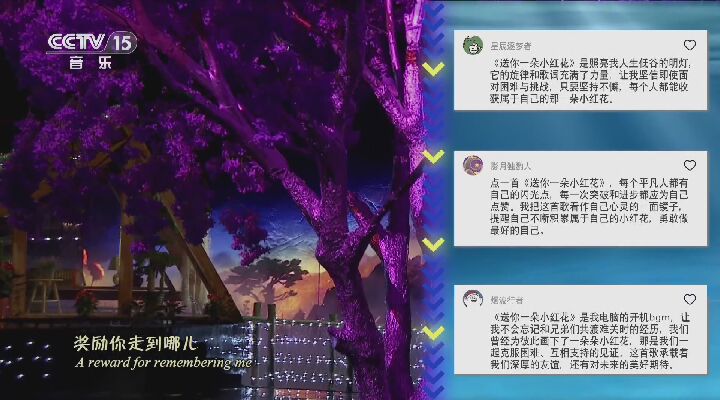 CCTV 15
音乐
奖励你走到哪儿
A reward for remembering me
星辰逐梦者
《送你一朵小红花》是照亮我人生低谷的明灯,
它的旋律和歌词充满了力量，让我坚信即便面
对困难与挑战，只要坚持不懈，每个人都能收
获属于自己的那一朵小红花。
影月独酌人
点一首《送你一朵小红花》，每个平凡人都有
自己的闪光点，每一次突破和进步都应为自己
点赞。我把这首歌看作自己心灵的一面镜子，
提醒自己不断积累属于自己的小红花，勇敢做
最好的自己。
烟波行者
《送你一朵小红花》是我电脑的开机bgm，让
我不会忘记和兄弟们共渡难关时的经历，我们
曾经为彼此画下了一朵朵小红花，那是我们一
起克服困难、互相支持的见证。这首歌承载着
我们深厚的友谊，还有对未来的美好期待。